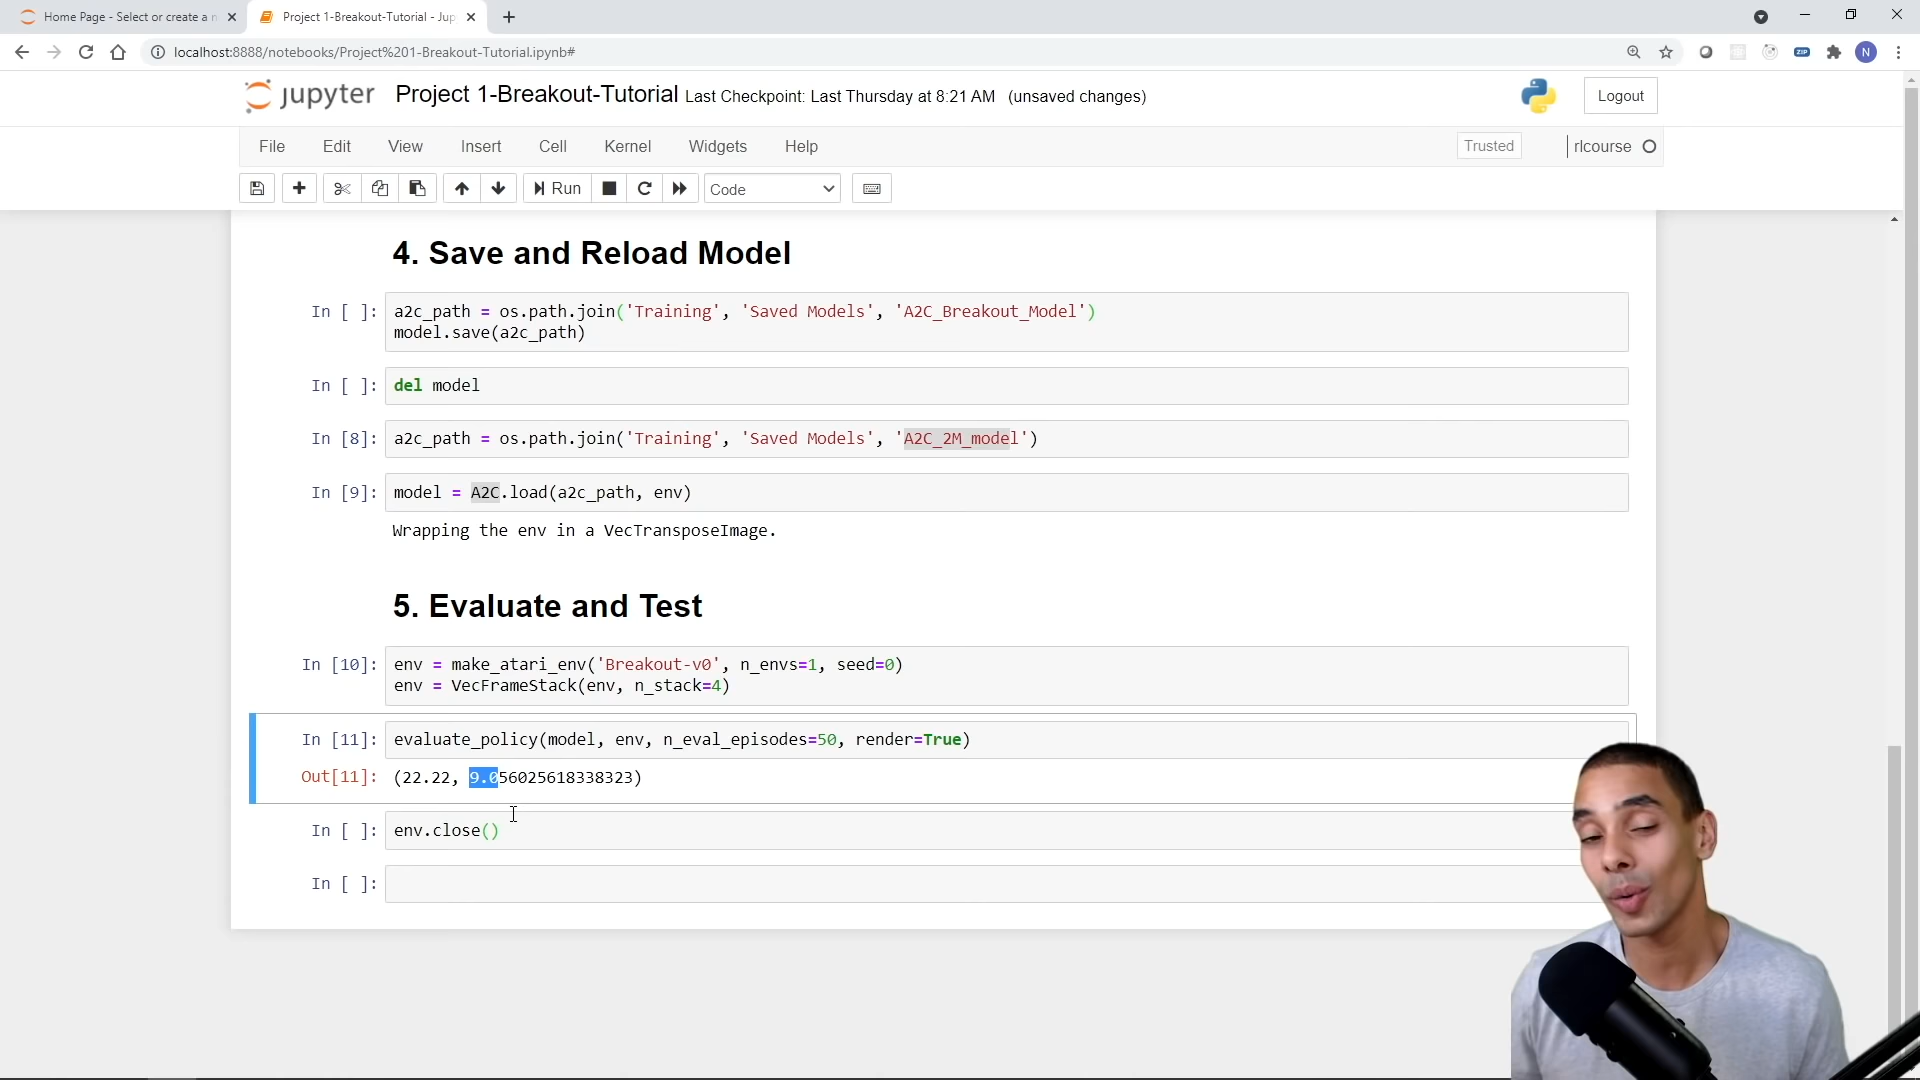 Home Page - Select or create a n
Project 1-Breakout-Tutorial - Jup
localhost:8888/notebooks/Project%201-Breakout-Tutorial.ipynb#
ZIP
N
jupyter Project 1-Breakout-Tutorial Last Checkpoint: Last Thursday at 8:21 AM (unsaved changes)
Logout
File Edit View Insert Cell Kernel Widgets Help
Trusted
rlcourse
Run
Code
4. Save and Reload Model
In [ ]: a2c_path = os.path.join('Training', 'Saved Models', 'A2C_Breakout_Model')
model.save(a2c_path)
In [ ]: del model
In [8]: a2c_path = os.path.join('Training', 'Saved Models', 'A2C_2M_model')
In [9]: model = A2C.load(a2c_path, env)
Wrapping the env in a VecTransposeImage.
5. Evaluate and Test
In [10]: env = make_atari_env('Breakout-v0', n_envs=1, seed=0)
env = VecFrameStack(env, n_stack=4)
In [11]: evaluate_policy(model, env, n_eval_episodes=50, render=True)
Out[11]: (22.22, 9.056025618338323)
In [ ]: env.close()
In [ ]: